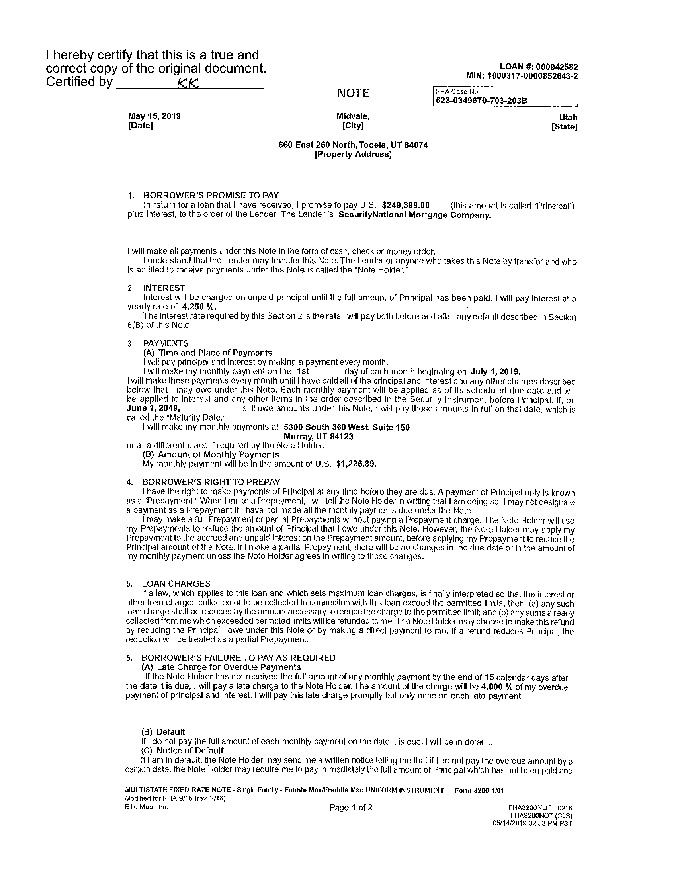 I hereby certify that this is a true and
correct copy of the original document.
Certified by KK
LOAN #: 000842582
MIN: 1000317-0000852643-2
NOTE
FHA Case No.
523-0349870-703-203B
May 15, 2019
[Date]
Midvale,
[City]
Utah
[State]
660 East 260 North, Tooele, UT 84074
[Property Address]
1. BORROWER'S PROMISE TO PAY
In return for a loan that I have received, I promise to pay U.S. $249,399.00 (this amount is called "Principal"),
plus interest, to the order of the Lender. The Lender is SecurityNational Mortgage Company.
I will make all payments under this Note in the form of cash, check or money order.
I understand that the Lender may transfer this Note. The Lender or anyone who takes this Note by transfer and who
is entitled to receive payments under this Note is called the "Note Holder."
2. INTEREST
Interest will be charged on unpaid principal until the full amount of Principal has been paid. I will pay interest at a
yearly rate of 4.250 %.
The interest rate required by this Section 2 is the rate I will pay both before and after any default described in Section
6(B) of this Note.
3. PAYMENTS
(A) Time and Place of Payments
I will pay principal and interest by making a payment every month.
I will make my monthly payment on the 1st day of each month beginning on July 1, 2019.
I will make these payments every month until I have paid all of the principal and interest and any other charges described
below that I may owe under this Note. Each monthly payment will be applied as of its scheduled due date and will
be applied to interest and any other items in the order described in the Security Instrument before Principal. If, on
June 1, 2049, I still owe amounts under this Note, I will pay those amounts in full on that date, which is
called the "Maturity Date."
I will make my monthly payments at 5300 South 360 West, Suite 150
Murray, UT 84123
or at a different place if required by the Note Holder.
(B) Amount of Monthly Payments
My monthly payment will be in the amount of U.S. $1,226.89.
4. BORROWER'S RIGHT TO PREPAY
I have the right to make payments of Principal at any time before they are due. A payment of Principal only is known
as a "Prepayment." When I make a Prepayment, I will tell the Note Holder in writing that I am doing so. I may not designate
a payment as a Prepayment if I have not made all the monthly payments due under the Note.
I may make a full Prepayment or partial Prepayments without paying a Prepayment charge. The Note Holder will use
my Prepayments to reduce the amount of Principal that I owe under this Note. However, the Note Holder may apply my
Prepayment to the accrued and unpaid interest on the Prepayment amount, before applying my Prepayment to reduce the
Principal amount of the Note. If I make a partial Prepayment, there will be no changes in the due date or in the amount of
my monthly payment unless the Note Holder agrees in writing to those changes.
5. LOAN CHARGES
If a law, which applies to this loan and which sets maximum loan charges, is finally interpreted so that the interest or
other loan charges collected or to be collected in connection with this loan exceed the permitted limits, then: (a) any such
loan charge shall be reduced by the amount necessary to reduce the charge to the permitted limit; and (b) any sums already
collected from me which exceeded permitted limits will be refunded to me. The Note Holder may choose to make this refund
by reducing the Principal I owe under this Note or by making a direct payment to me. If a refund reduces Principal, the
reduction will be treated as a partial Prepayment.
6. BORROWER'S FAILURE TO PAY AS REQUIRED
(A) Late Charge for Overdue Payments
If the Note Holder has not received the full amount of any monthly payment by the end of 15 calendar days after
the date it is due, I will pay a late charge to the Note Holder. The amount of the charge will be 4.000 % of my overdue
payment of principal and interest. I will pay this late charge promptly but only once on each late payment.
(B) Default
If I do not pay the full amount of each monthly payment on the date it is due, I will be in default.
(C) Notice of Default
If I am in default, the Note Holder may send me a written notice telling me that if I do not pay the overdue amount by a
certain date, the Note Holder may require me to pay immediately the full amount of Principal which has not been paid and
MULTISTATE FIXED RATE NOTE - Single Family - Fannie Mae/Freddie Mac UNIFORM INSTRUMENT Form 3200 1/01
Modified for FHA 9/15
Ellie Mae, Inc.
Page 1 of 2
FHA3200NOT
05/14/2019 PST